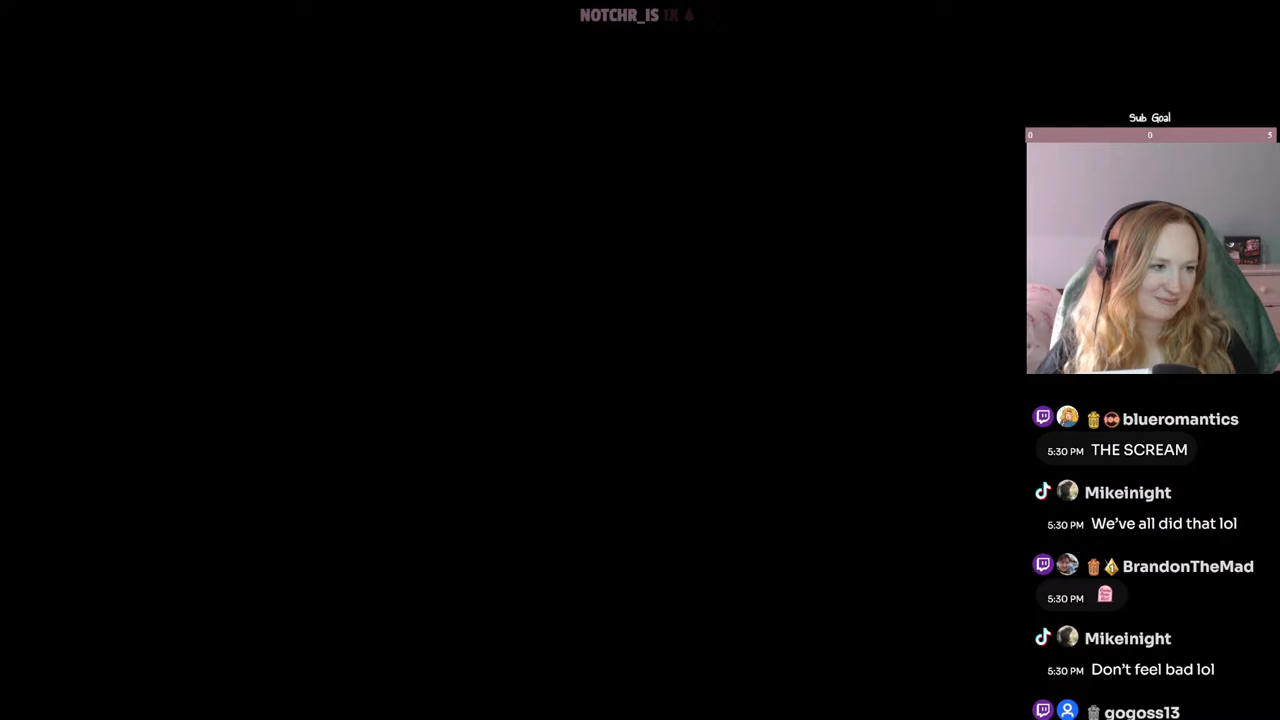 NOTCHR_IS 1X
Sub Goal
0 0 5
blueromantics
5:30 PM THE SCREAM
Mikeinight
5:30 PM We've all did that lol
BrandonTheMad
5:30 PM
Mikeinight
5:30 PM Don't feel bad lol
gogoss13